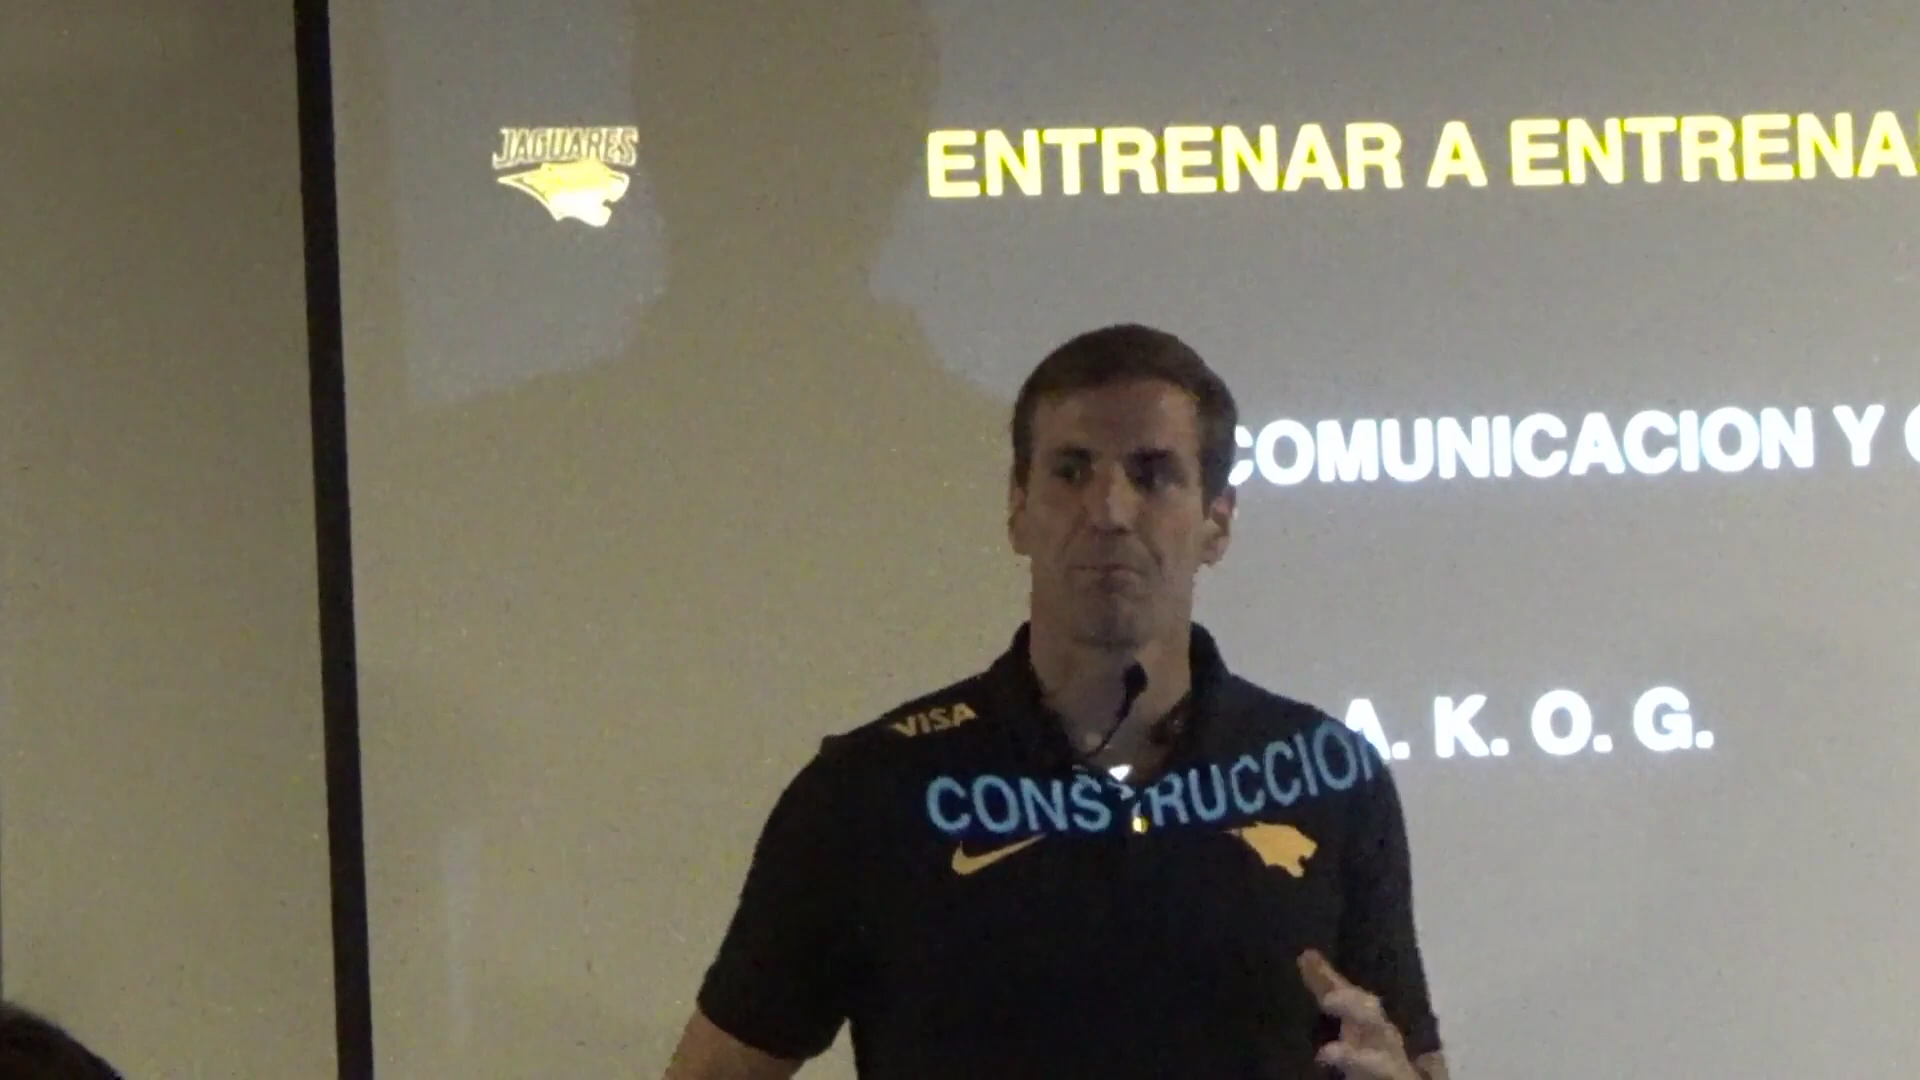 JAGUARES
ENTRENAR A ENTRENA
COMUNICACION Y
A. K. O. G.
VISA
CONSTRUCCION